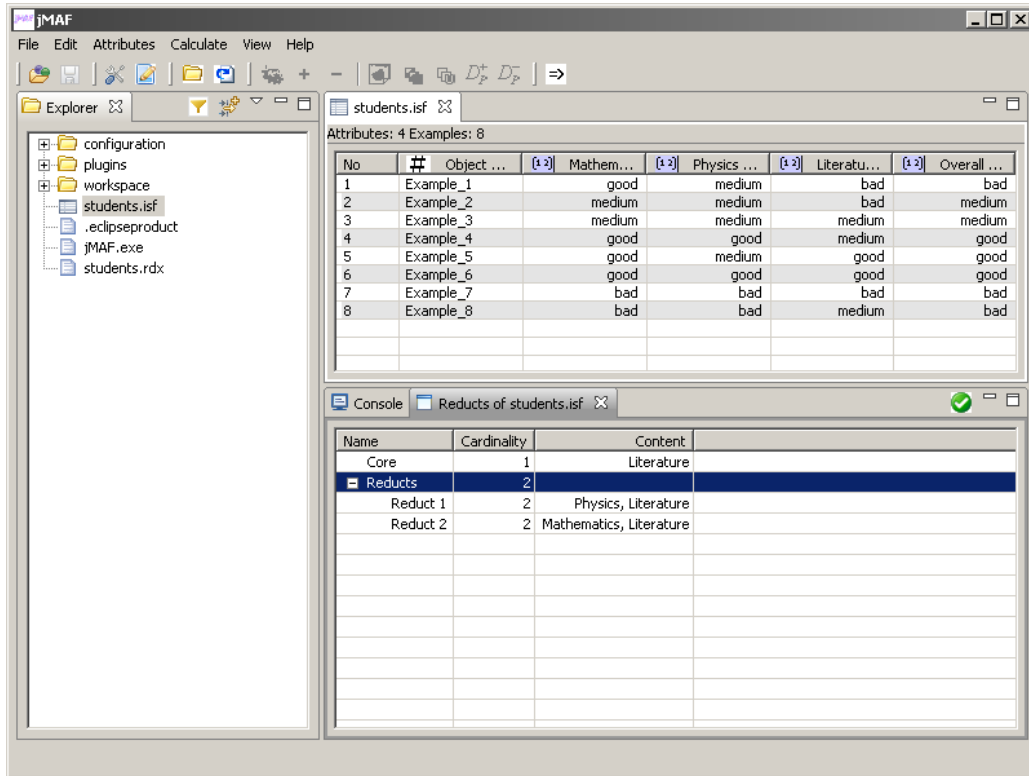 jMAF
File Edit Attributes Calculate View Help
Explorer
configuration
plugins
workspace
students.isf
.eclipseproduct
jMAF.exe
students.rdx
students.isf
Attributes: 4 Examples: 8
No # Object ... [12] Mathem... [12] Physics ... [12] Literatu... [12] Overall ...
1 Example_1 good medium bad bad
2 Example_2 medium medium bad medium
3 Example_3 medium medium medium medium
4 Example_4 good good medium good
5 Example_5 good medium good good
6 Example_6 good good good good
7 Example_7 bad bad bad bad
8 Example_8 bad bad medium bad
Console Reducts of students.isf
Name Cardinality Content
Core 1 Literature
Reducts 2
Reduct 1 2 Physics, Literature
Reduct 2 2 Mathematics, Literature